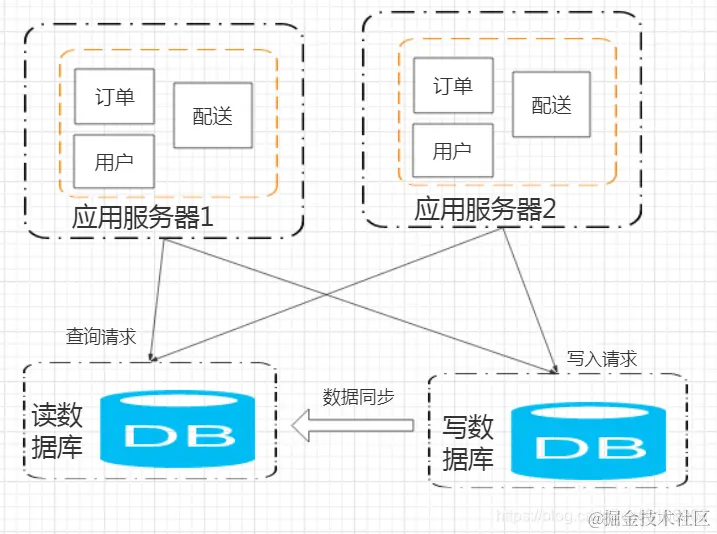 订单
配送
用户
应用服务器1
订单
配送
用户
应用服务器2
查询请求
写入请求
读数
据库
DB
数据同步
写数
据库
DB
https://blog.cs
@掘金技术社区